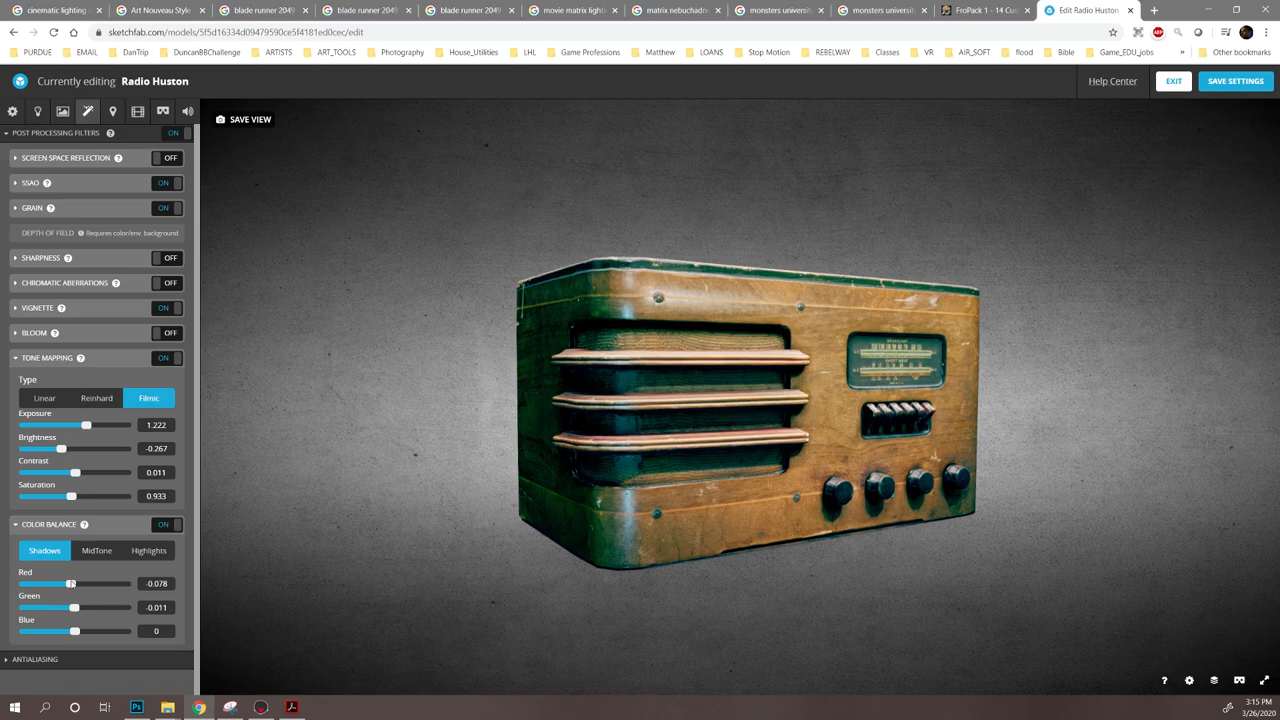 cinematic lighting
Art Nouveau Style
blade runner 2049
blade runner 2049
blade runner 2049
movie matrix light
matrix nebuchadne
monsters university
monsters university
FroPack 1 - 14 Cus
Edit Radio Huston
sketchfab.com/models/5f5d16334d09479590ce5f4181ed0cec/edit
PURDUE
EMAIL
DanTrip
DuncanBBChallenge
ARTISTS
ART_TOOLS
Photography
House_Utilities
LHL
Game Professions
Matthew
LOANS
Stop Motion
REBELWAY
Classes
VR
AIR_SOFT
flood
Bible
Game_EDU_jobs
»
Other bookmarks
Currently editing Radio Huston
Help Center
EXIT
SAVE SETTINGS
SAVE VIEW
POST PROCESSING FILTERS ? ON
SCREEN SPACE REFLECTION ? OFF
SSAO ? ON
GRAIN ? ON
DEPTH OF FIELD ? Requires color/env. background
SHARPNESS ? OFF
CHROMATIC ABERRATIONS ? OFF
VIGNETTE ? ON
BLOOM ? OFF
TONE MAPPING ? ON
Type
Linear Reinhard Filmic
Exposure
1.222
Brightness
-0.267
Contrast
0.011
Saturation
0.933
COLOR BALANCE ? ON
Shadows MidTone Highlights
Red
-0.078
Green
-0.011
Blue
0
ANTIALIASING
?
3:15 PM
3/26/2020